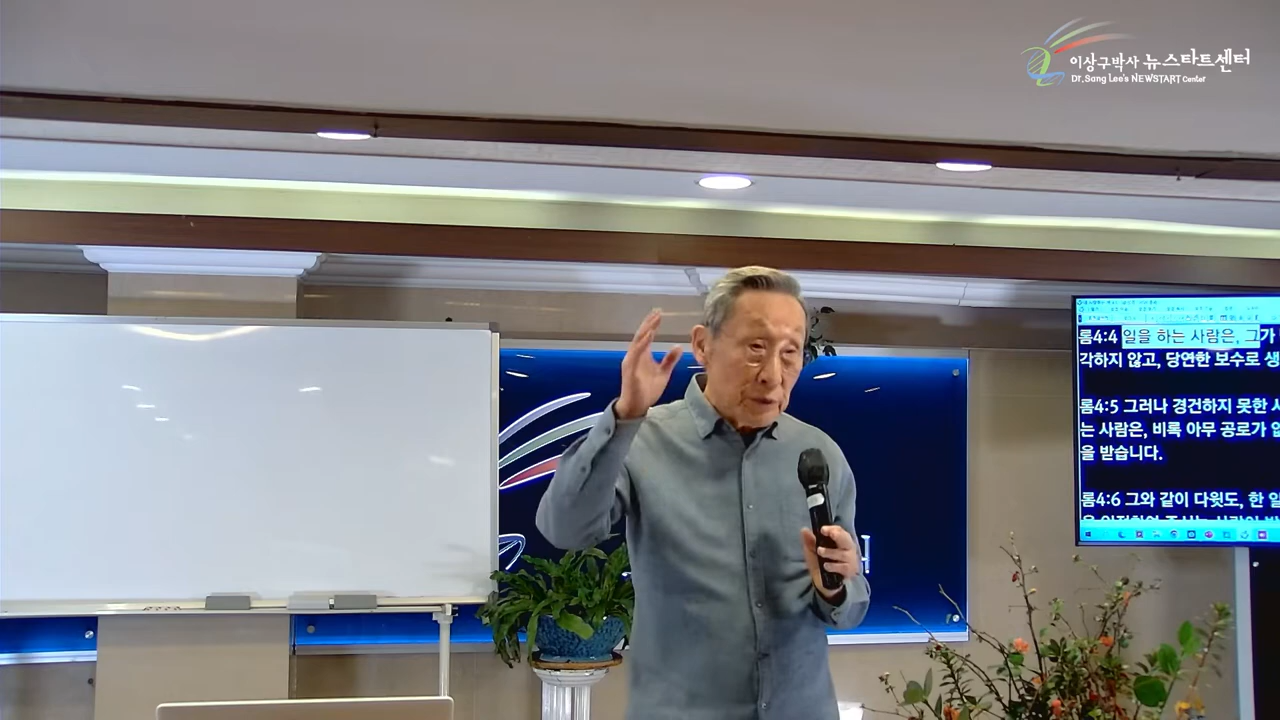 이상구박사 뉴스타트센터
Dr. Sang Lee's NEWSTART Center
롬4:4 일을 하는 사람은, 그가
각하지 않고, 당연한 보수로 생
롬4:5 그러나 경건하지 못한 사
는 사람은, 비록 아무 공로가 없
을 받습니다.
롬4:6 그와 같이 다윗도, 한 일